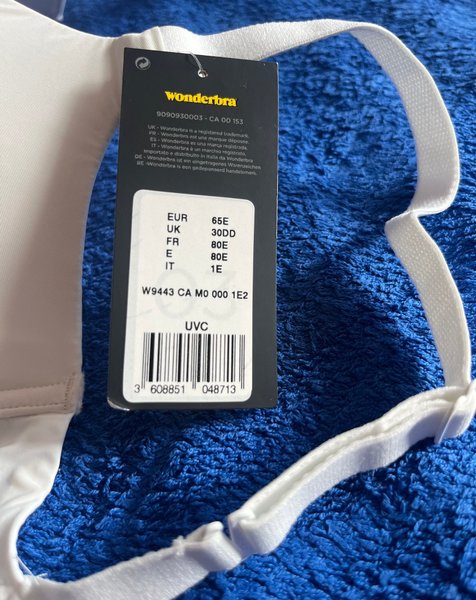 Wonderbra
9090930003 - CA 00 153
UK - Wonderbra is a registered trademark.
FR - Wonderbra est une marque déposée.
ES - Wonderbra es una marca registrada.
IT - Wonderbra è un marchio registrato,
importato e distribuito in Italia da Wonderbra
DE - Wonderbra ist ein eingetragenes Warenzeichen
BE - Wonderbra is een gedeponeerd handelsmerk.
EUR 65E
UK 30DD
FR 80E
E 80E
IT 1E
W9443 CA M0 000 1E2
UVC
3 608851 048713